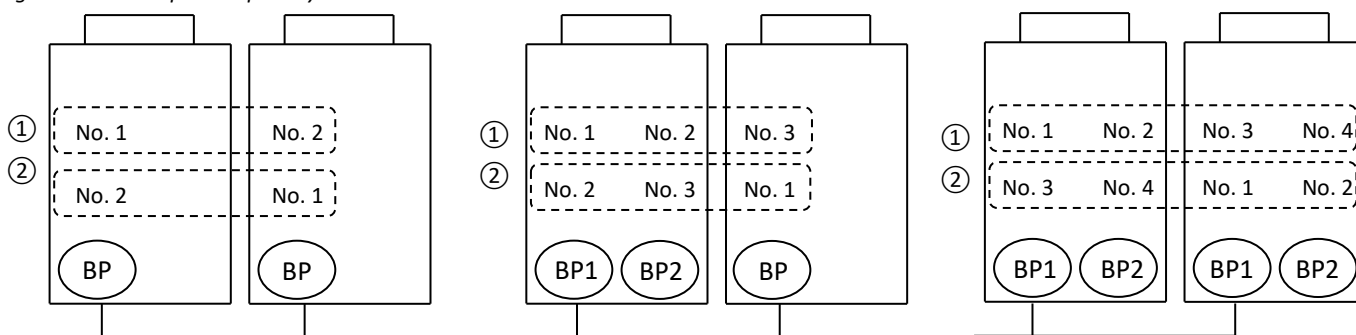 ① No. 1 No. 2
② No. 2 No. 1
BP BP
① No. 1 No. 2 No. 3
② No. 2 No. 3 No. 1
BP1 BP2 BP
① No. 1 No. 2 No. 3 No. 4
② No. 3 No. 4 No. 1 No. 2
BP1 BP2 BP1 BP2